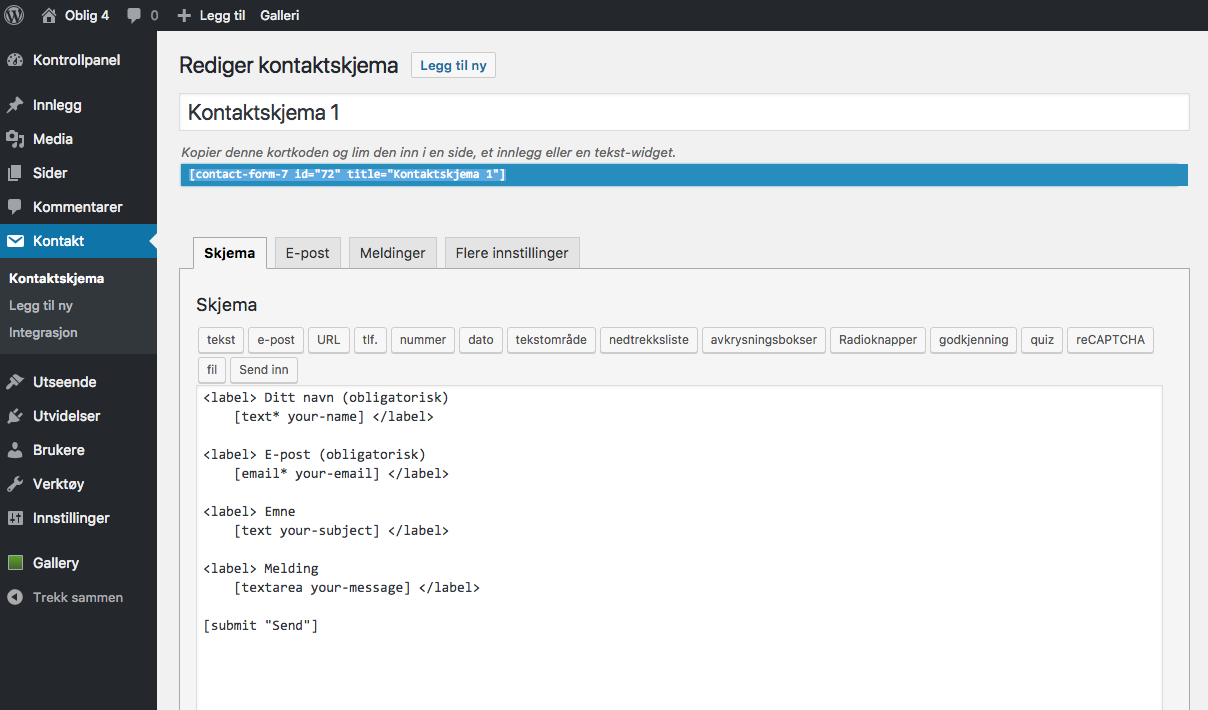 Oblig 4 0 Legg til Galleri
Kontrollpanel
Innlegg
Media
Sider
Kommentarer
Kontakt
Kontaktskjema
Legg til ny
Integrasjon
Utseende
Utvidelser
Brukere
Verktøy
Innstillinger
Gallery
Trekk sammen
Rediger kontaktskjema Legg til ny
Kontaktskjema 1
Kopier denne kortkoden og lim den inn i en side, et innlegg eller en tekst-widget.
[contact-form-7 id="72" title="Kontaktskjema 1"]
Skjema E-post Meldinger Flere innstillinger
Skjema
tekst e-post URL tlf. nummer dato tekstområde nedtrekksliste avkrysningsbokser Radioknapper godkjenning quiz reCAPTCHA
fil Send inn
<label> Ditt navn (obligatorisk)
[text* your-name] </label>
<label> E-post (obligatorisk)
[email* your-email] </label>
<label> Emne
[text your-subject] </label>
<label> Melding
[textarea your-message] </label>
[submit "Send"]